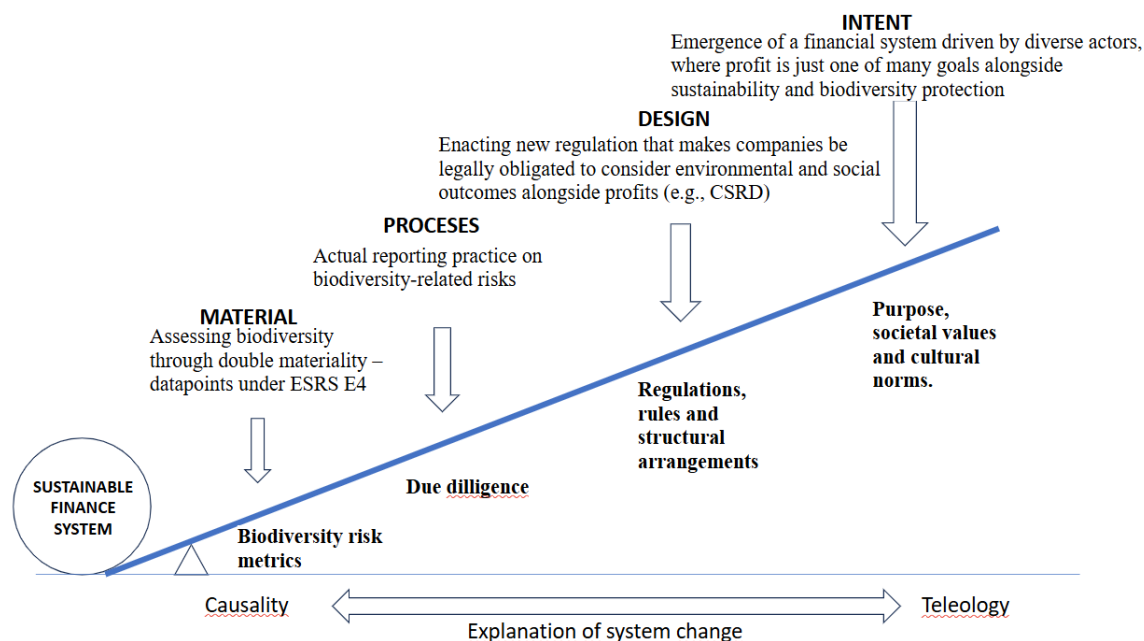 INTENT
Emergence of a financial system driven by diverse actors,
where profit is just one of many goals alongside
sustainability and biodiversity protection
DESIGN
Enacting new regulation that makes companies be
legally obligated to consider environmental and social
outcomes alongside profits (e.g., CSRD)
PROCESES
Actual reporting practice on
biodiversity-related risks
MATERIAL
Assessing biodiversity
through double materiality –
datapoints under ESRS E4
Purpose,
societal values
and cultural
norms.
Regulations,
rules and
structural
arrangements
Due dilligence
SUSTAINABLE
FINANCE
SYSTEM
Biodiversity risk
metrics
Causality
Teleology
Explanation of system change